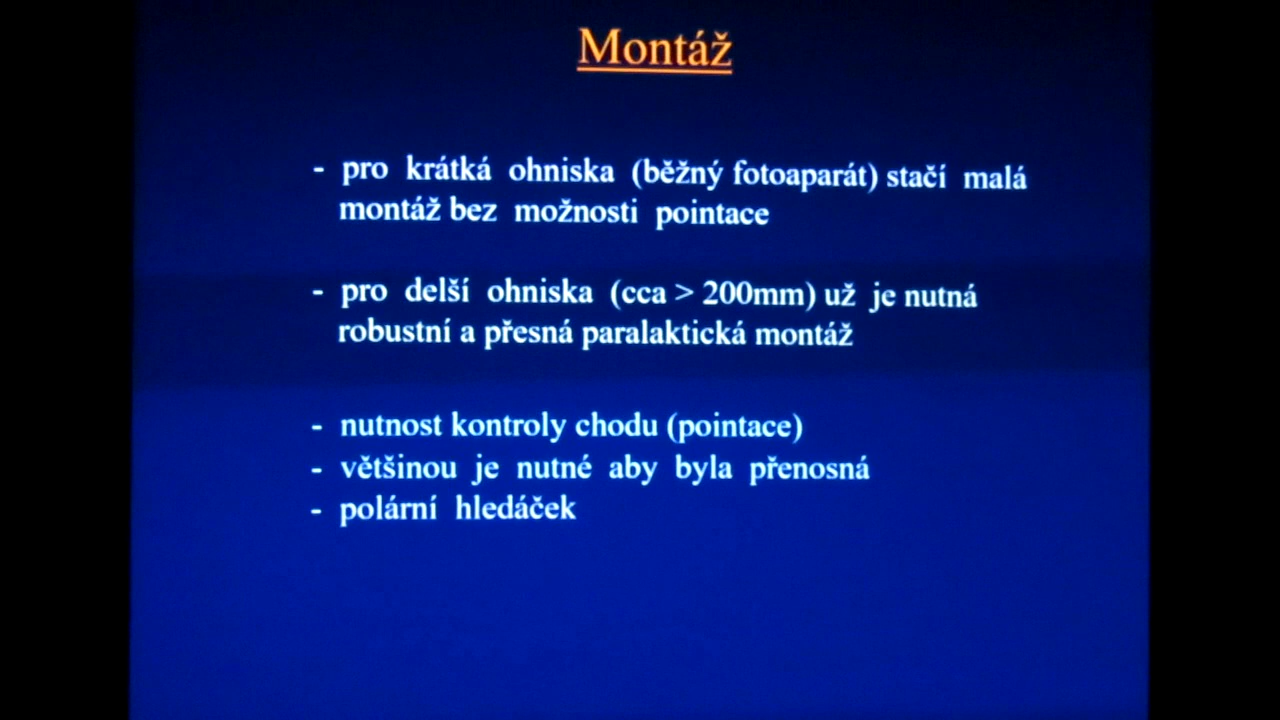 Montáž
- pro krátká ohniska (běžný fotoaparát) stačí malá
montáž bez možnosti pointace
- pro delší ohniska (cca > 200mm) už je nutná
robustní a přesná paralaktická montáž
- nutnost kontroly chodu (pointace)
- většinou je nutné aby byla přenosná
- polární hledáček